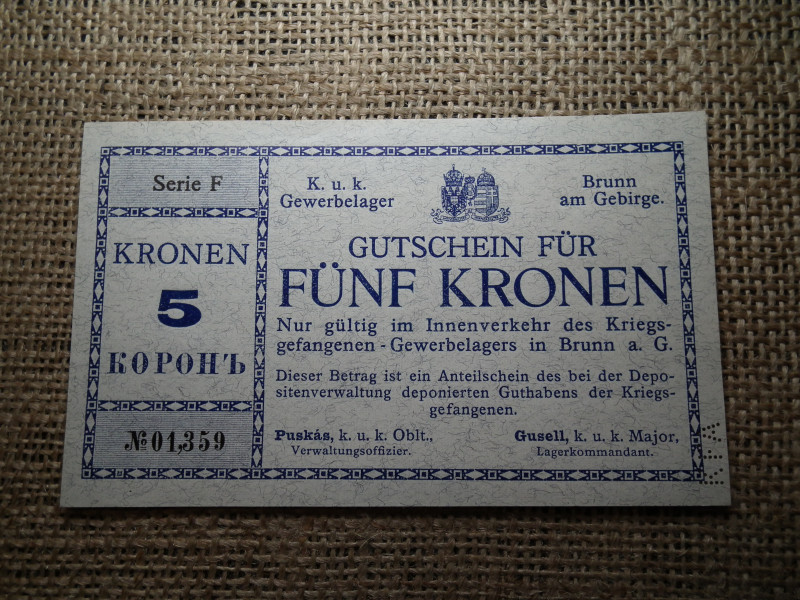 Serie F
KRONEN
5
КОРОНЪ
№ 01,359
K. u. k.
Gewerbelager
Brunn
am Gebirge.
GUTSCHEIN FÜR
FÜNF KRONEN
Nur gültig im Innenverkehr des Kriegs-
gefangenen-Gewerbelagers in Brunn a. G.
Dieser Betrag ist ein Anteilschein des bei der Depo-
sitenverwaltung deponierten Guthabens der Kriegs-
gefangenen.
Puskás, k. u. k. Oblt.,
Verwaltungsoffizier.
Gusell, k. u. k. Major,
Lagerkommandant.